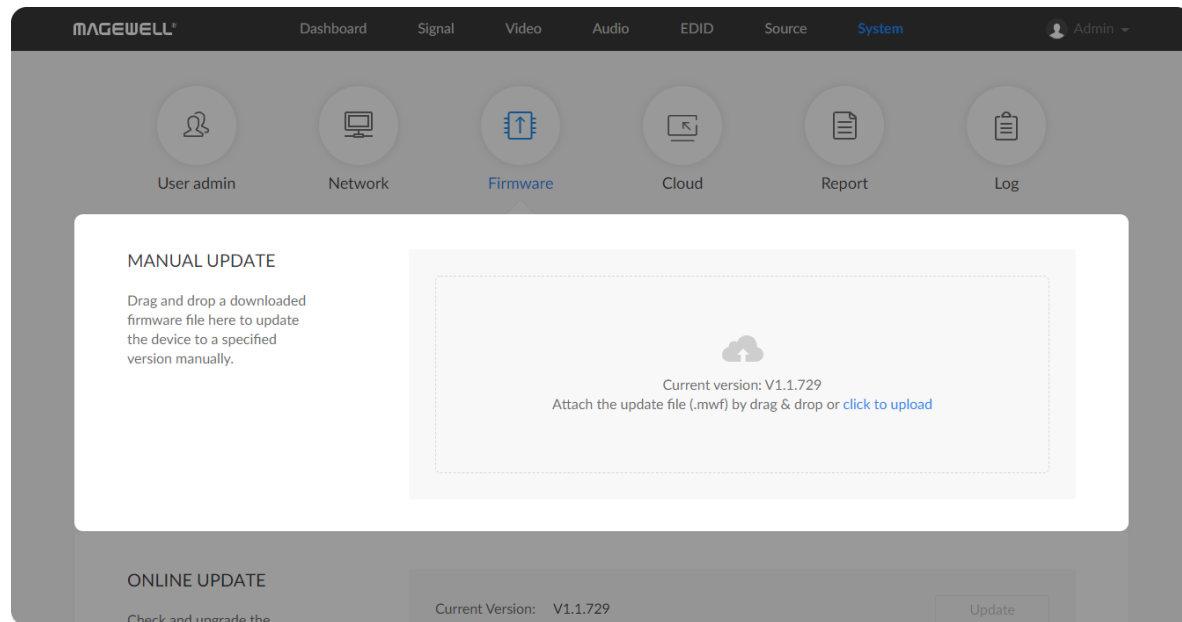 MAGEWELL®
Dashboard Signal Video Audio EDID Source System Admin
User admin Network Firmware Cloud Report Log
MANUAL UPDATE
Drag and drop a downloaded
firmware file here to update
the device to a specified
version manually.
Current version: V1.1.729
Attach the update file (.mwf) by drag & drop or click to upload
ONLINE UPDATE
Check and upgrade the
Current Version: V1.1.729
Update